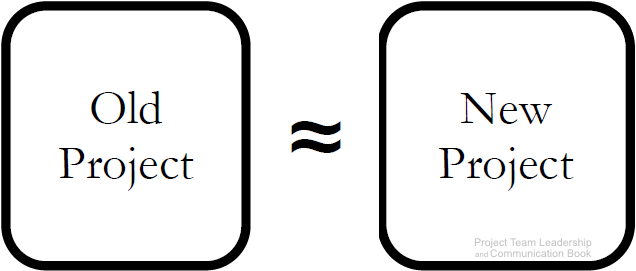 Old
Project
≈
New
Project
Project Team Leadership
and Communication Book